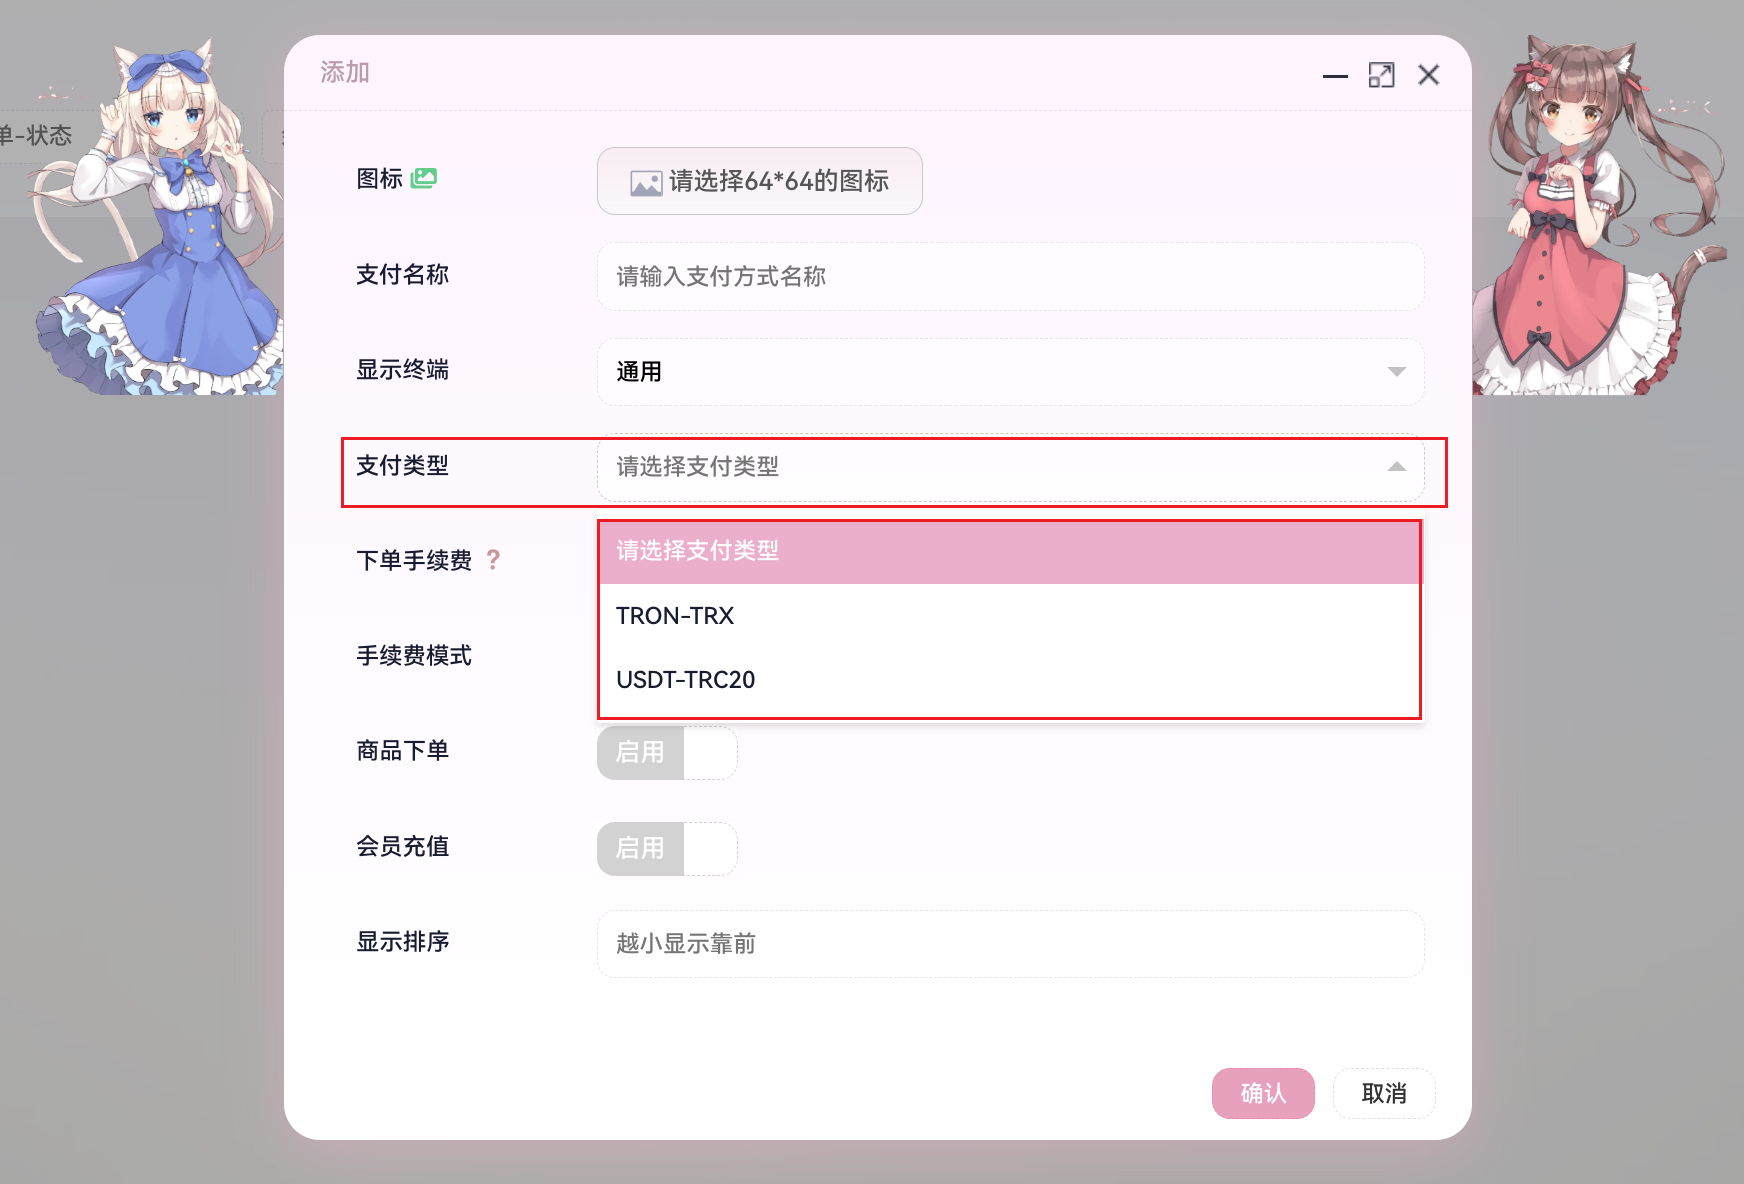 添加
单-状态
图标
请选择64*64的图标
支付名称
请输入支付方式名称
显示终端
通用
支付类型
请选择支付类型
请选择支付类型
下单手续费 ?
TRON-TRX
手续费模式
USDT-TRC20
商品下单
启用
会员充值
启用
显示排序
越小显示靠前
确认
取消